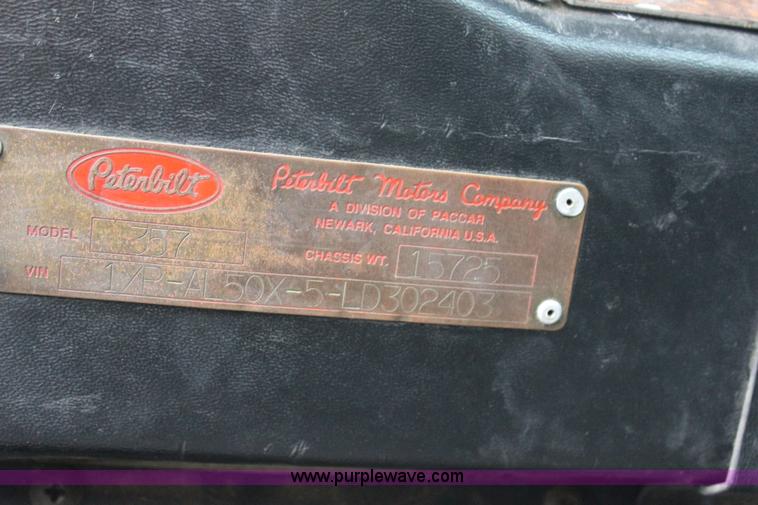 Peterbilt
Peterbilt Motors Company
A DIVISION OF PACCAR
NEWARK, CALIFORNIA U.S.A.
MODEL 357
CHASSIS WT. 15725
VIN 1XP-AL50X-5-LD302403
www.purplewave.com